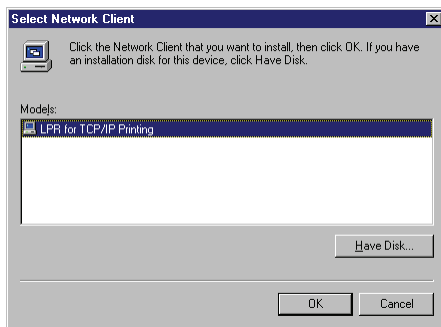 Select Network Client
Click the Network Client that you want to install, then click OK. If you have
an installation disk for this device, click Have Disk.
Models:
LPR for TCP/IP Printing
Have Disk...
OK
Cancel